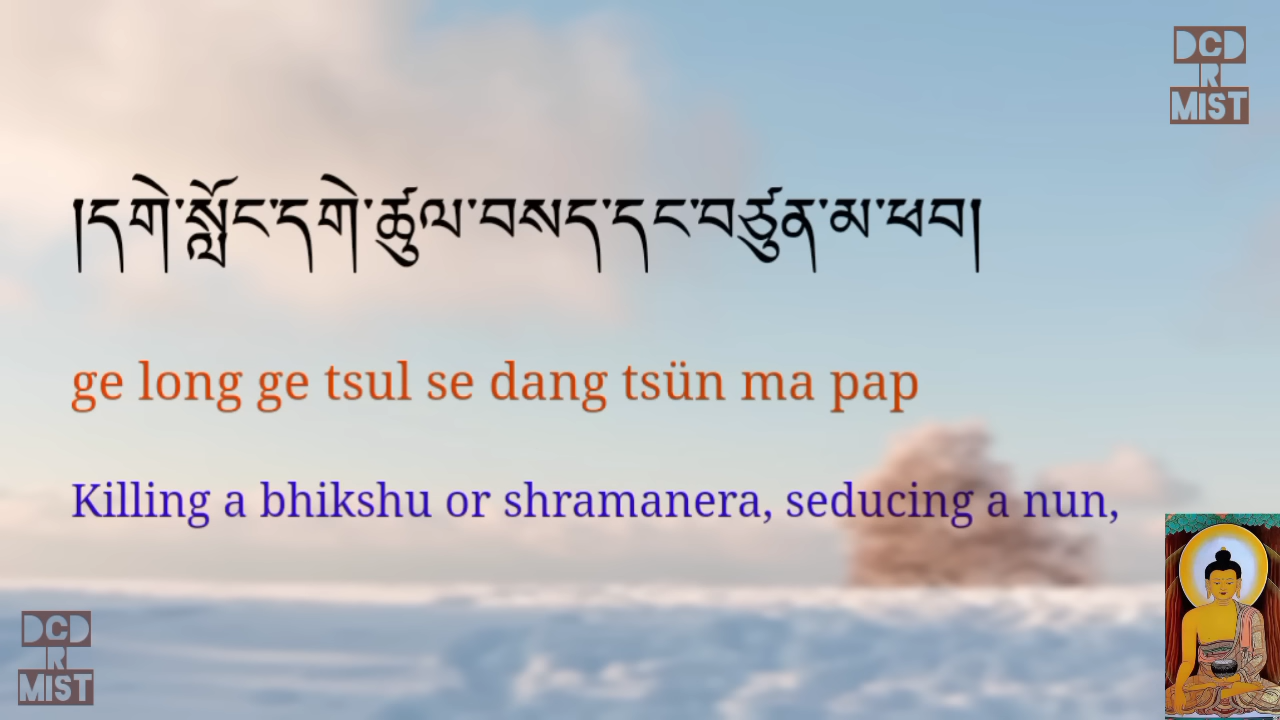 DCD
R
MIST
།དགེ་སློང་དགེ་ཚུལ་བསད་དང་བཙུན་མ་ཕབ།
ge long ge tsul se dang tsün ma pap
Killing a bhikshu or shramanera, seducing a nun,
DCD
R
MIST